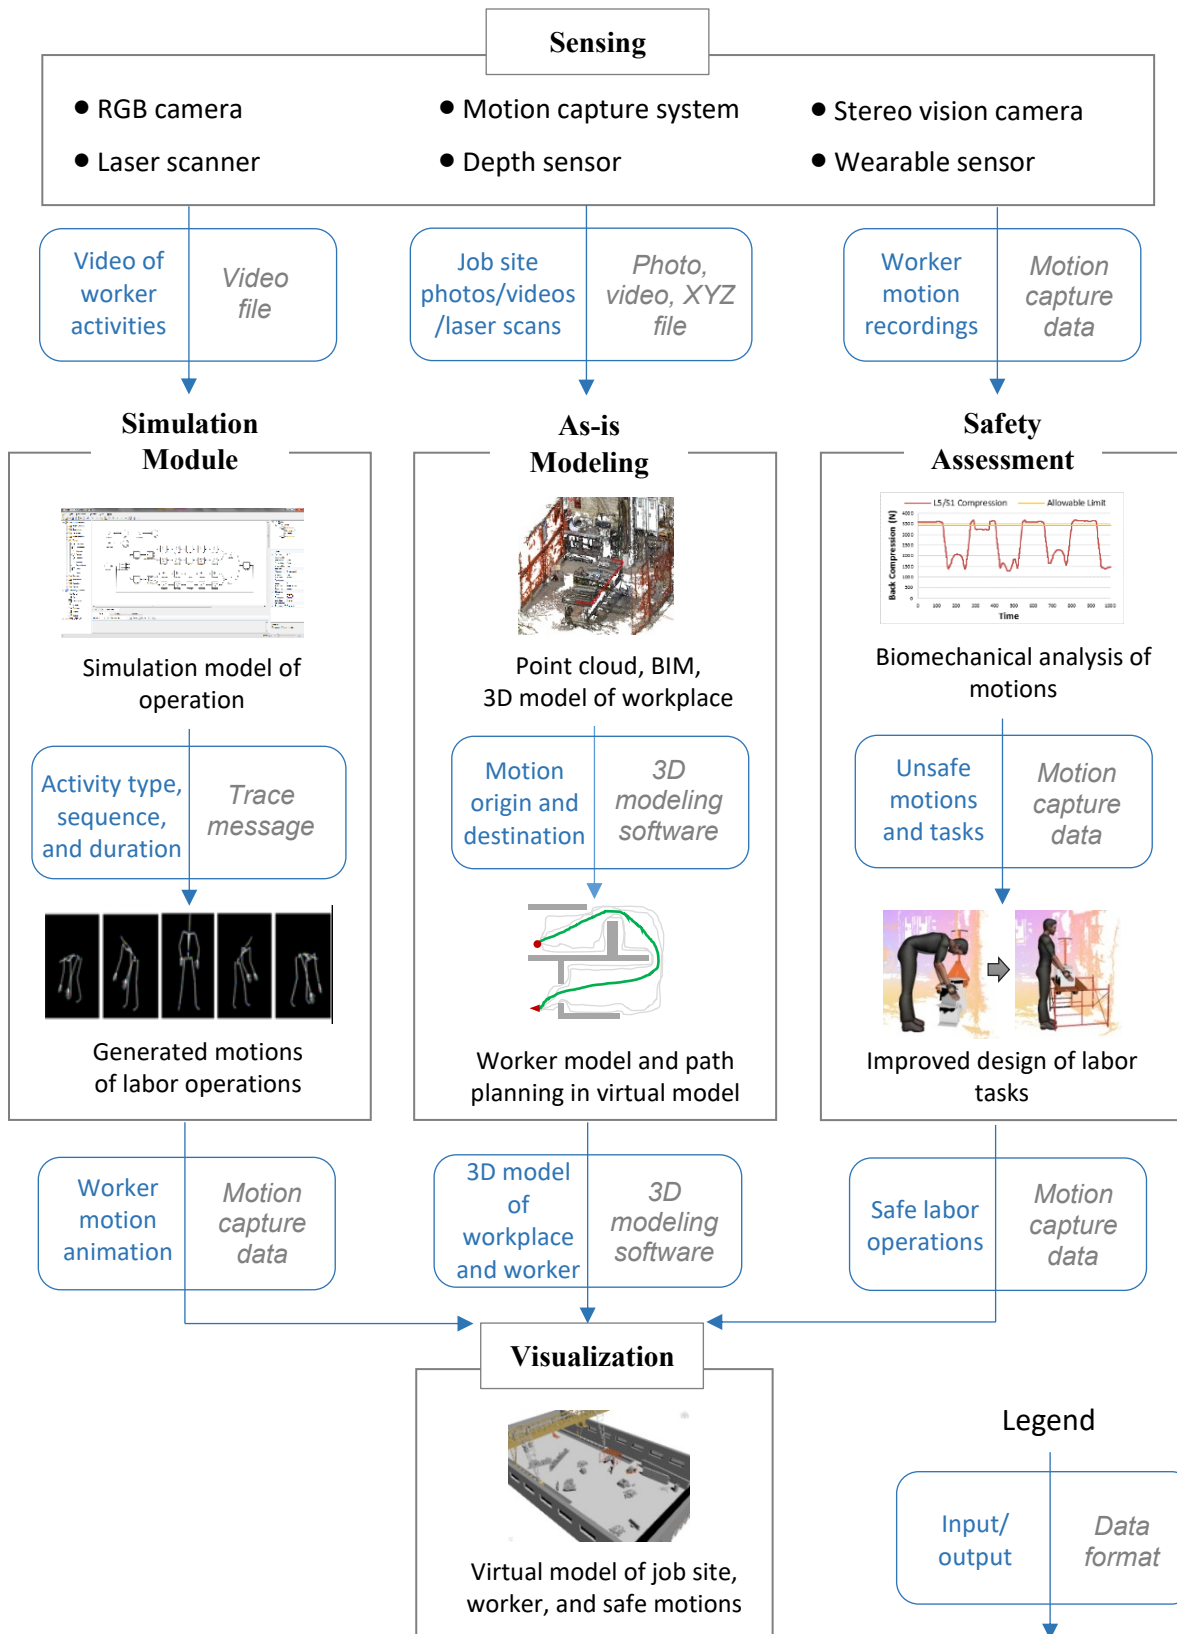 Sensing
● RGB camera
● Motion capture system
● Stereo vision camera
● Laser scanner
● Depth sensor
● Wearable sensor
Video of
worker
activities
Video
file
Job site
photos/videos
/laser scans
Photo,
video, XYZ
file
Worker
motion
recordings
Motion
capture
data
Simulation
Module
As-is
Modeling
Safety
Assessment
L5/S1 Compression
Allowable Limit
Back Compression (N)
Time
Simulation model of
operation
Point cloud, BIM,
3D model of workplace
Biomechanical analysis of
motions
Activity type,
sequence,
and duration
Trace
message
Motion
origin and
destination
3D
modeling
software
Unsafe
motions
and tasks
Motion
capture
data
Generated motions
of labor operations
Worker model and path
planning in virtual model
Improved design of labor
tasks
Worker
motion
animation
Motion
capture
data
3D model
of
workplace
and worker
3D
modeling
software
Safe labor
operations
Motion
capture
data
Visualization
Virtual model of job site,
worker, and safe motions
Legend
Input/
output
Data
format